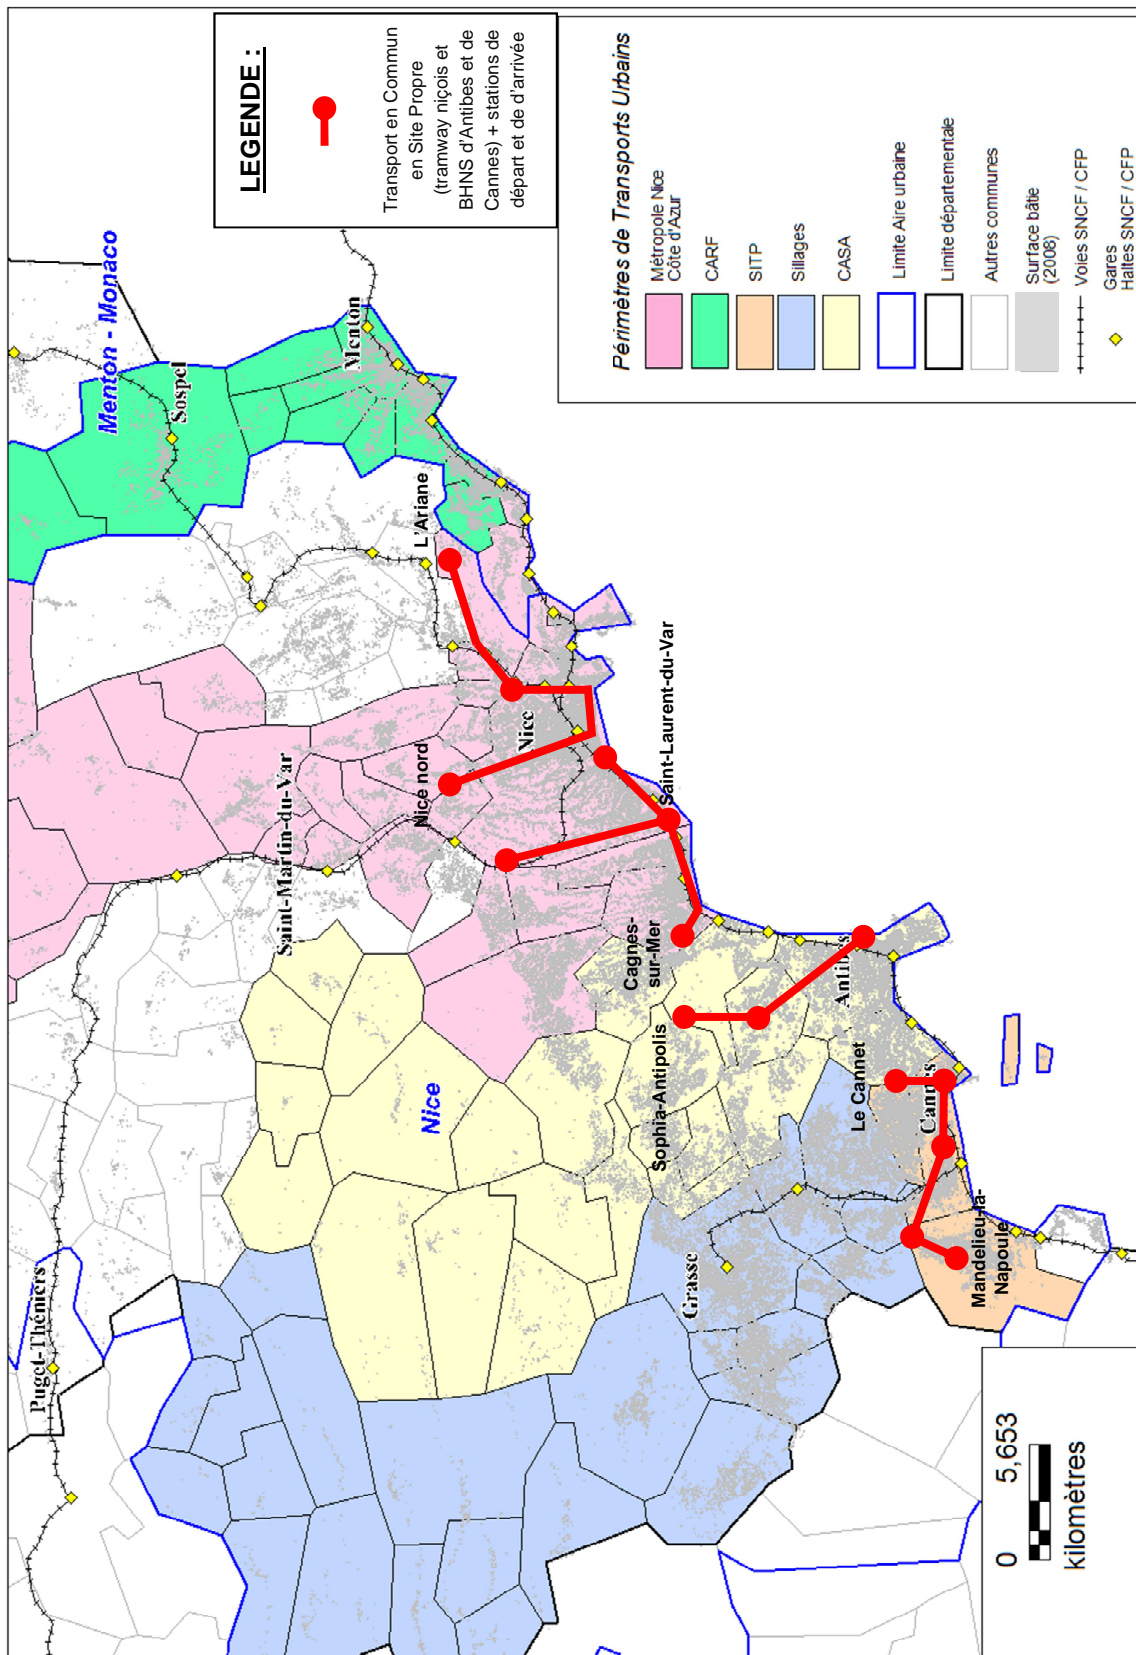 LEGENDE :
Transport en Commun
en Site Propre
(tramway niçois et
BHNS d'Antibes et de
Cannes) + stations de
départ et de d'arrivée
Périmètres de Transports Urbains
Métropole Nice
Côte d'Azur
CARF
SITP
Sillages
CASA
Limite Aire urbaine
Limite départementale
Autres communes
Surface bâtie
(2008)
Voies SNCF / CFP
Gares
Haltes SNCF / CFP
Menton - Monaco
Sospel
Menton
L'Ariane
Nice
Nice nord
Saint-Martin-du-Var
Saint-Laurent-du-Var
Cagnes-
sur-Mer
Antibes
Sophia-Antipolis
Nice
Le Cannet
Cannes
Mandelieu-la-
Napoule
Grasse
Puget-Théniers
0 5,653
kilomètres